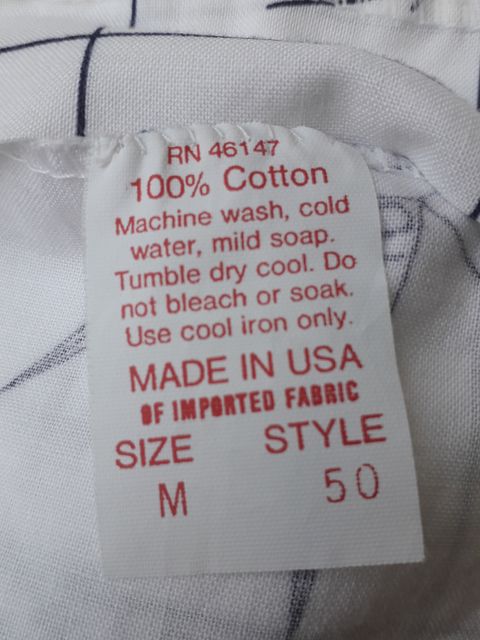 RN 46147
100% Cotton
Machine wash, cold
water, mild soap.
Tumble dry cool. Do
not bleach or soak.
Use cool iron only.
MADE IN USA
OF IMPORTED FABRIC
SIZE STYLE
M 50